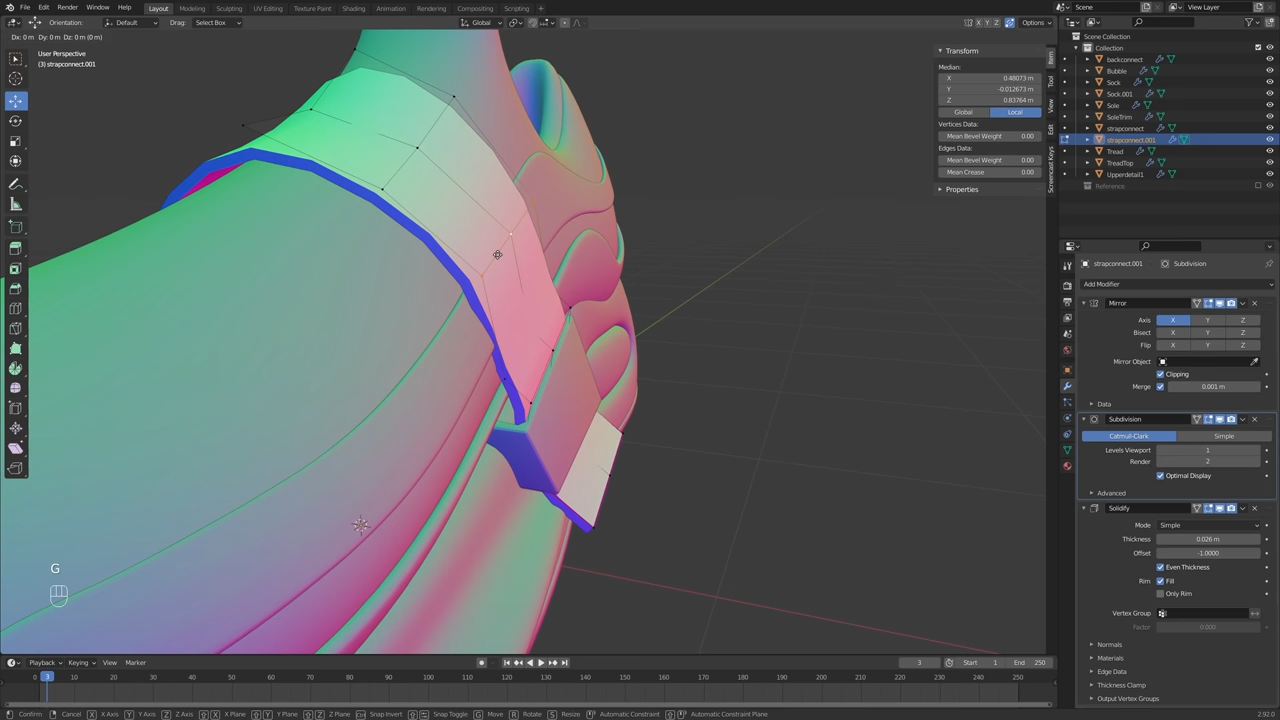 File Edit Render Window Help Layout Modeling Sculpting UV Editing Texture Paint Shading Animation Rendering Compositing Scripting + Scene View Layer
Orientation: Default Drag: Select Box Global X Y Z Options
Dx: 0 m Dy: 0 m Dz: 0 m (0 m)
User Perspective
(3) strapconnect.001
Transform
Median:
X 0.48073 m
Y -0.012673 m
Z 0.83764 m
Global Local
Vertices Data:
Mean Bevel Weight 0.00
Edges Data:
Mean Bevel Weight 0.00
Mean Crease 0.00
Properties
Item
Tool
View
Edit
Screencast Keys
Scene Collection
Collection
backconnect
Bubble
Sock
Sock.001
Sole
SoleTrim
strapconnect
strapconnect.001
Tread
TreadTop
Upperdetail1
Reference
strapconnect.001 Subdivision
Add Modifier
Mirror
Axis X Y Z
Bisect X Y Z
Flip X Y Z
Mirror Object
Clipping
Merge 0.001 m
Data
Subdivision
Catmull-Clark Simple
Levels Viewport 1
Render 2
Optimal Display
Advanced
Solidify
Mode Simple
Thickness 0.026 m
Offset -1.0000
Even Thickness
Rim Fill
Only Rim
Vertex Group
Factor 0.000
Normals
Materials
Edge Data
Thickness Clamp
Output Vertex Groups
G
Playback Keying View Marker 3 Start 1 End 250
0 3 10 20 30 40 50 60 70 80 90 100 110 120 130 140 150 160 170 180 190 200 210 220 230 240 250
Confirm Cancel X X Axis Y Y Axis Z Z Axis X X Plane Y Y Plane Z Z Plane Snap Invert Snap Toggle G Move R Rotate S Resize Automatic Constraint Automatic Constraint Plane 2.92.0